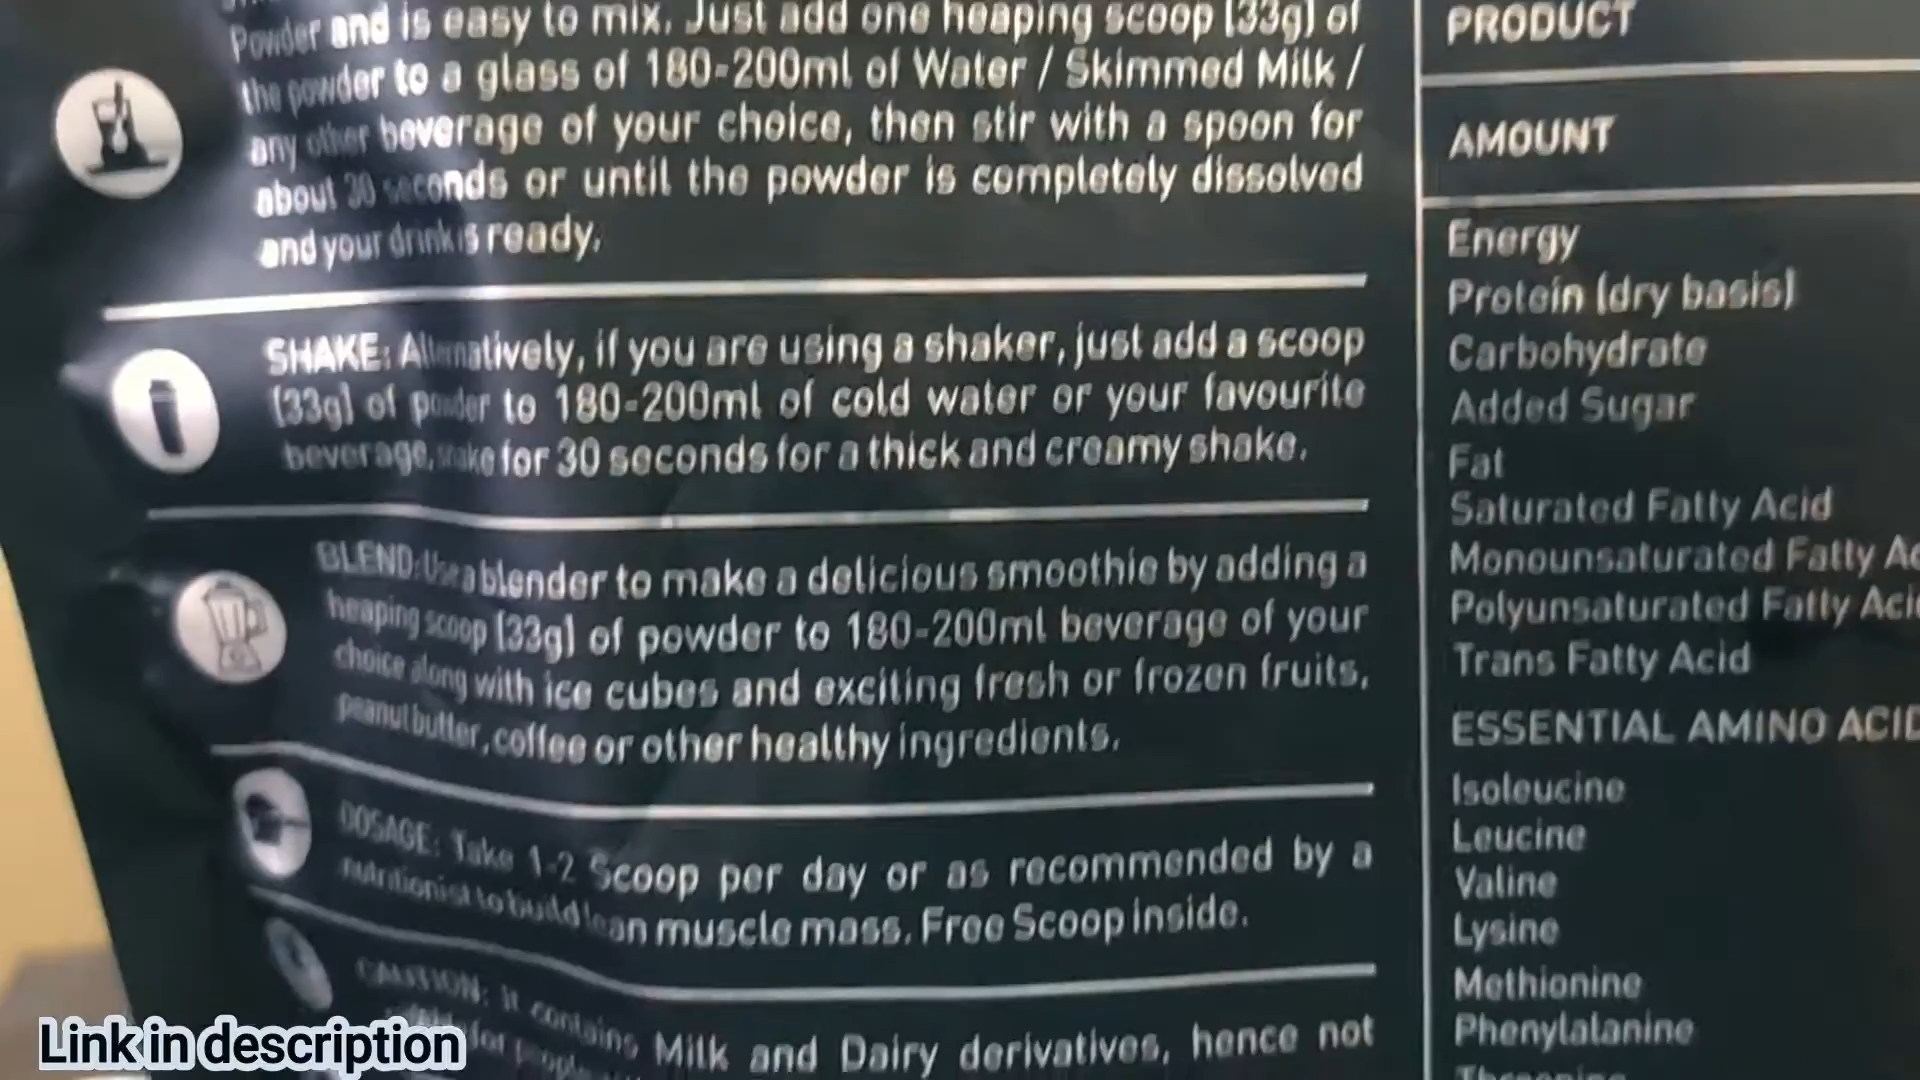 Powder and is easy to mix. Just add one heaping scoop (33g) of
the powder to a glass of 180-200ml of Water / Skimmed Milk /
any other beverage of your choice, then stir with a spoon for
about 30 seconds or until the powder is completely dissolved
and your drink is ready.
SHAKE: Alternatively, if you are using a shaker, just add a scoop
(33g) of powder to 180-200ml of cold water or your favourite
beverage, shake for 30 seconds for a thick and creamy shake.
BLEND: Use a blender to make a delicious smoothie by adding a
heaping scoop (33g) of powder to 180-200ml beverage of your
choice along with ice cubes and exciting fresh or frozen fruits,
peanut butter, coffee or other healthy ingredients.
DOSAGE: Take 1-2 Scoop per day or as recommended by a
nutritionist to build lean muscle mass. Free Scoop inside.
CAUTION: It contains Milk and Dairy derivatives, hence not
for people
PRODUCT
AMOUNT
Energy
Protein (dry basis)
Carbohydrate
Added Sugar
Fat
Saturated Fatty Acid
Monounsaturated Fatty Ac
Polyunsaturated Fatty Aci
Trans Fatty Acid
ESSENTIAL AMINO ACID
Isoleucine
Leucine
Valine
Lysine
Methionine
Phenylalanine
Link in description